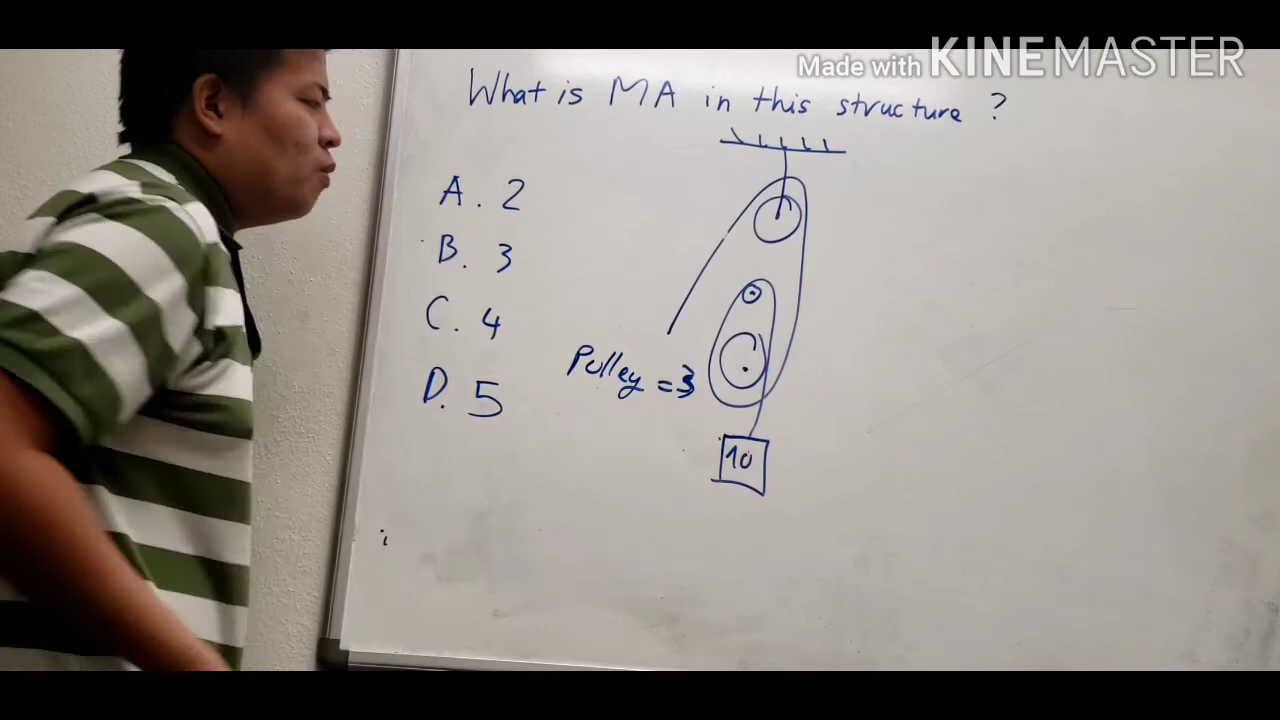 Made with KINEMASTER
What is MA in this structure ?
A. 2
B. 3
C. 4
D. 5
Pulley = 3
10